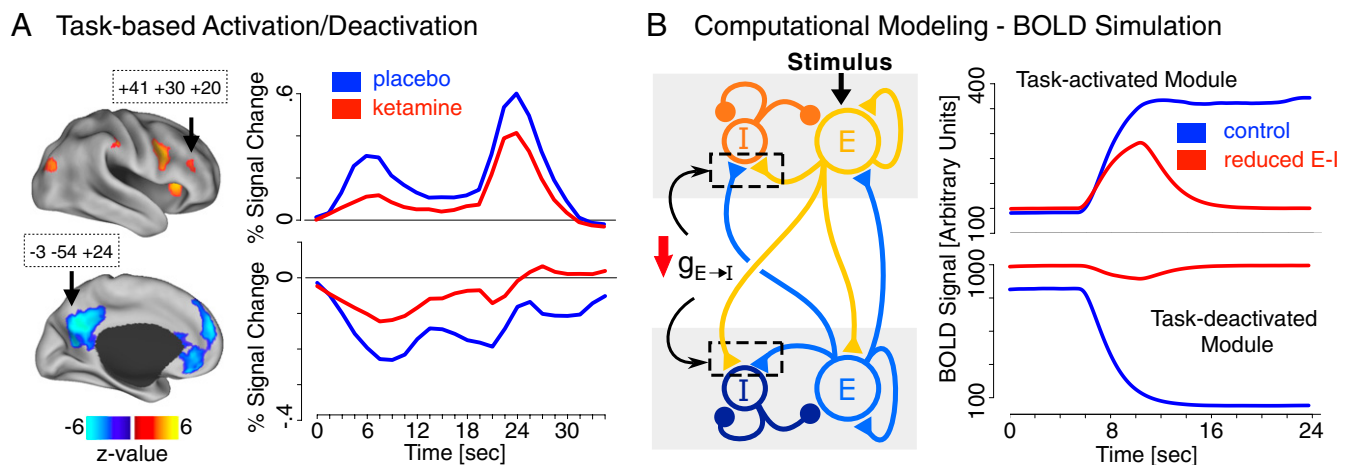 A Task-based Activation/Deactivation
+41 +30 +20
-3 -54 +24
-6 6
z-value
placebo
ketamine
% Signal Change
.6
0
% Signal Change
0
-.4
0 6 12 18 24 30
Time [sec]
B Computational Modeling - BOLD Simulation
Stimulus
I E
gE→I
I E
Task-activated Module
control
reduced E-I
BOLD Signal [Arbitrary Units]
400
100
1000
100
Task-deactivated
Module
0 8 16 24
Time [sec]